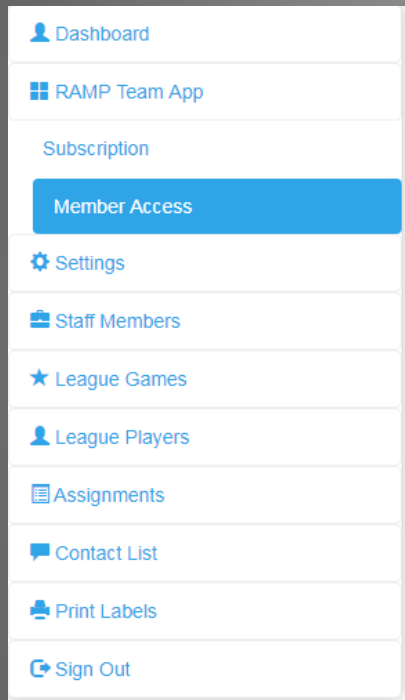 Dashboard
RAMP Team App
Subscription
Member Access
Settings
Staff Members
League Games
League Players
Assignments
Contact List
Print Labels
Sign Out